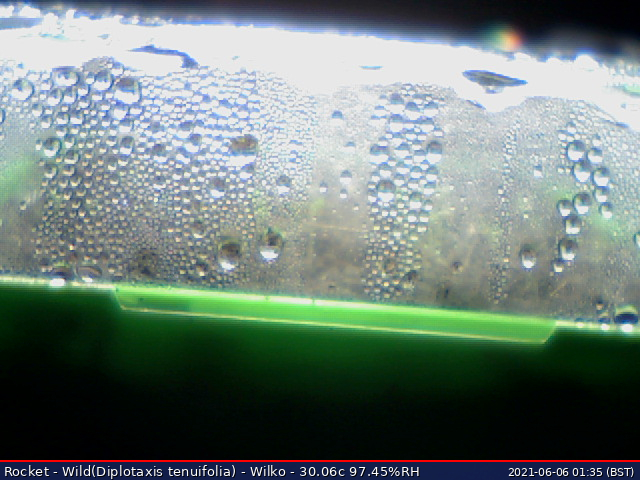 Rocket - Wild(Diplotaxis tenuifolia) - Wilko - 30.06c 97.45%RH
2021-06-06 01:35 (BST)